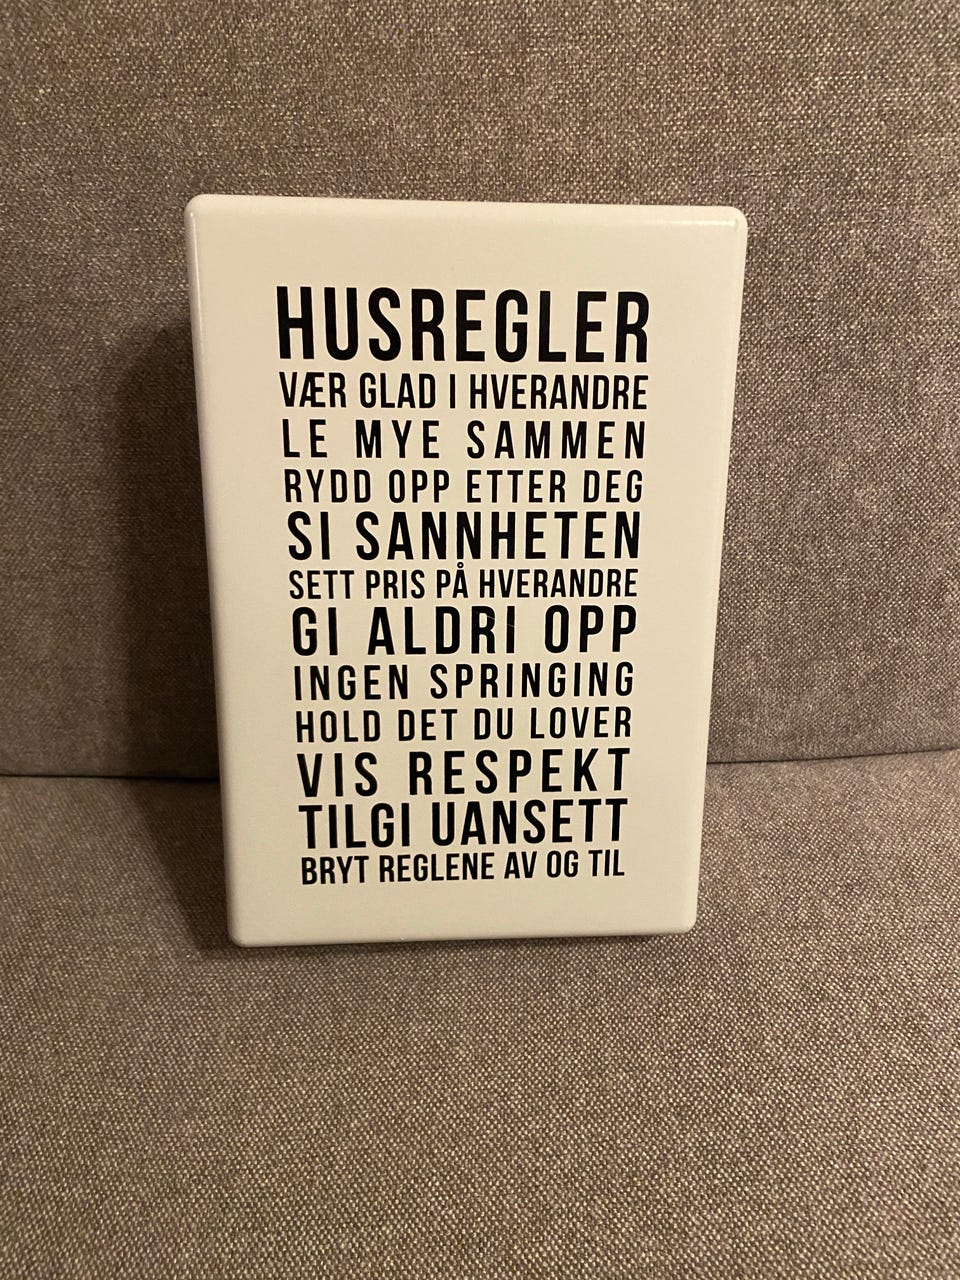 HUSREGLER
VÆR GLAD I HVERANDRE
LE MYE SAMMEN
RYDD OPP ETTER DEG
SI SANNHETEN
SETT PRIS PÅ HVERANDRE
GI ALDRI OPP
INGEN SPRINGING
HOLD DET DU LOVER
VIS RESPEKT
TILGI UANSETT
BRYT REGLENE AV OG TIL